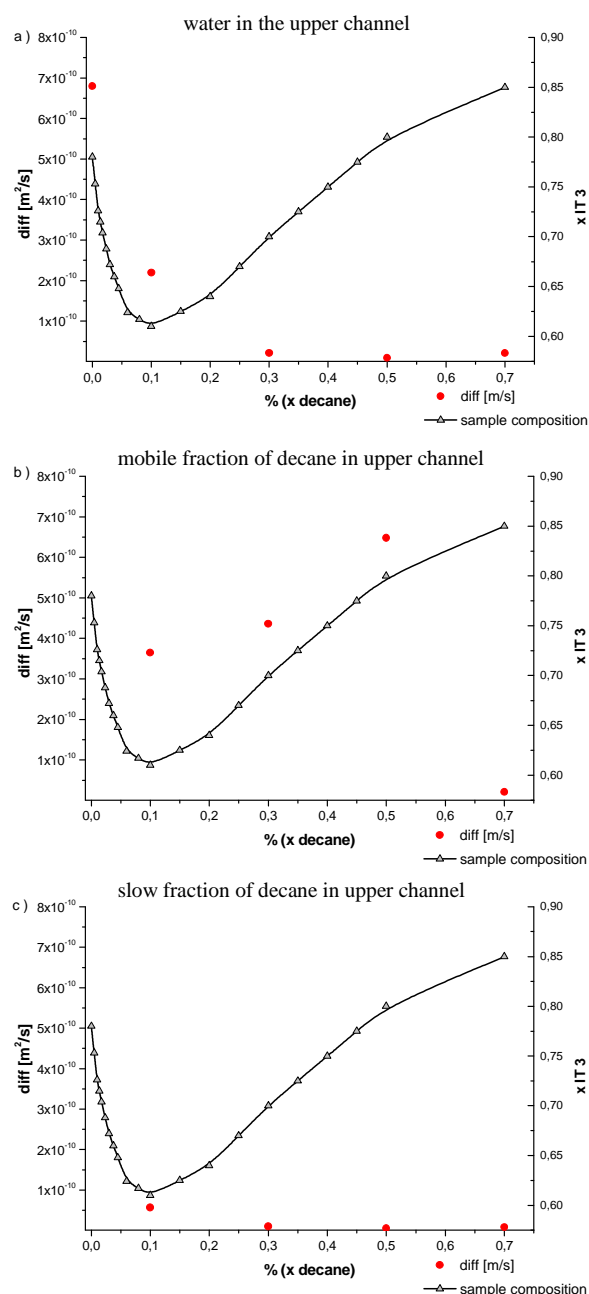 water in the upper channel
a )
8x10⁻¹⁰
7x10⁻¹⁰
6x10⁻¹⁰
5x10⁻¹⁰
4x10⁻¹⁰
3x10⁻¹⁰
2x10⁻¹⁰
1x10⁻¹⁰
diff [m²/s]
0,90
0,85
0,80
0,75
0,70
0,65
0,60
x IT 3
0,0 0,1 0,2 0,3 0,4 0,5 0,6 0,7
% (x decane)
diff [m/s]
sample composition
mobile fraction of decane in upper channel
b )
8x10⁻¹⁰
7x10⁻¹⁰
6x10⁻¹⁰
5x10⁻¹⁰
4x10⁻¹⁰
3x10⁻¹⁰
2x10⁻¹⁰
1x10⁻¹⁰
diff [m²/s]
0,90
0,85
0,80
0,75
0,70
0,65
0,60
x IT 3
0,0 0,1 0,2 0,3 0,4 0,5 0,6 0,7
% (x decane)
diff [m/s]
sample composition
slow fraction of decane in upper channel
c )
8x10⁻¹⁰
7x10⁻¹⁰
6x10⁻¹⁰
5x10⁻¹⁰
4x10⁻¹⁰
3x10⁻¹⁰
2x10⁻¹⁰
1x10⁻¹⁰
diff [m²/s]
0,90
0,85
0,80
0,75
0,70
0,65
0,60
x IT 3
0,0 0,1 0,2 0,3 0,4 0,5 0,6 0,7
% (x decane)
diff [m/s]
sample composition